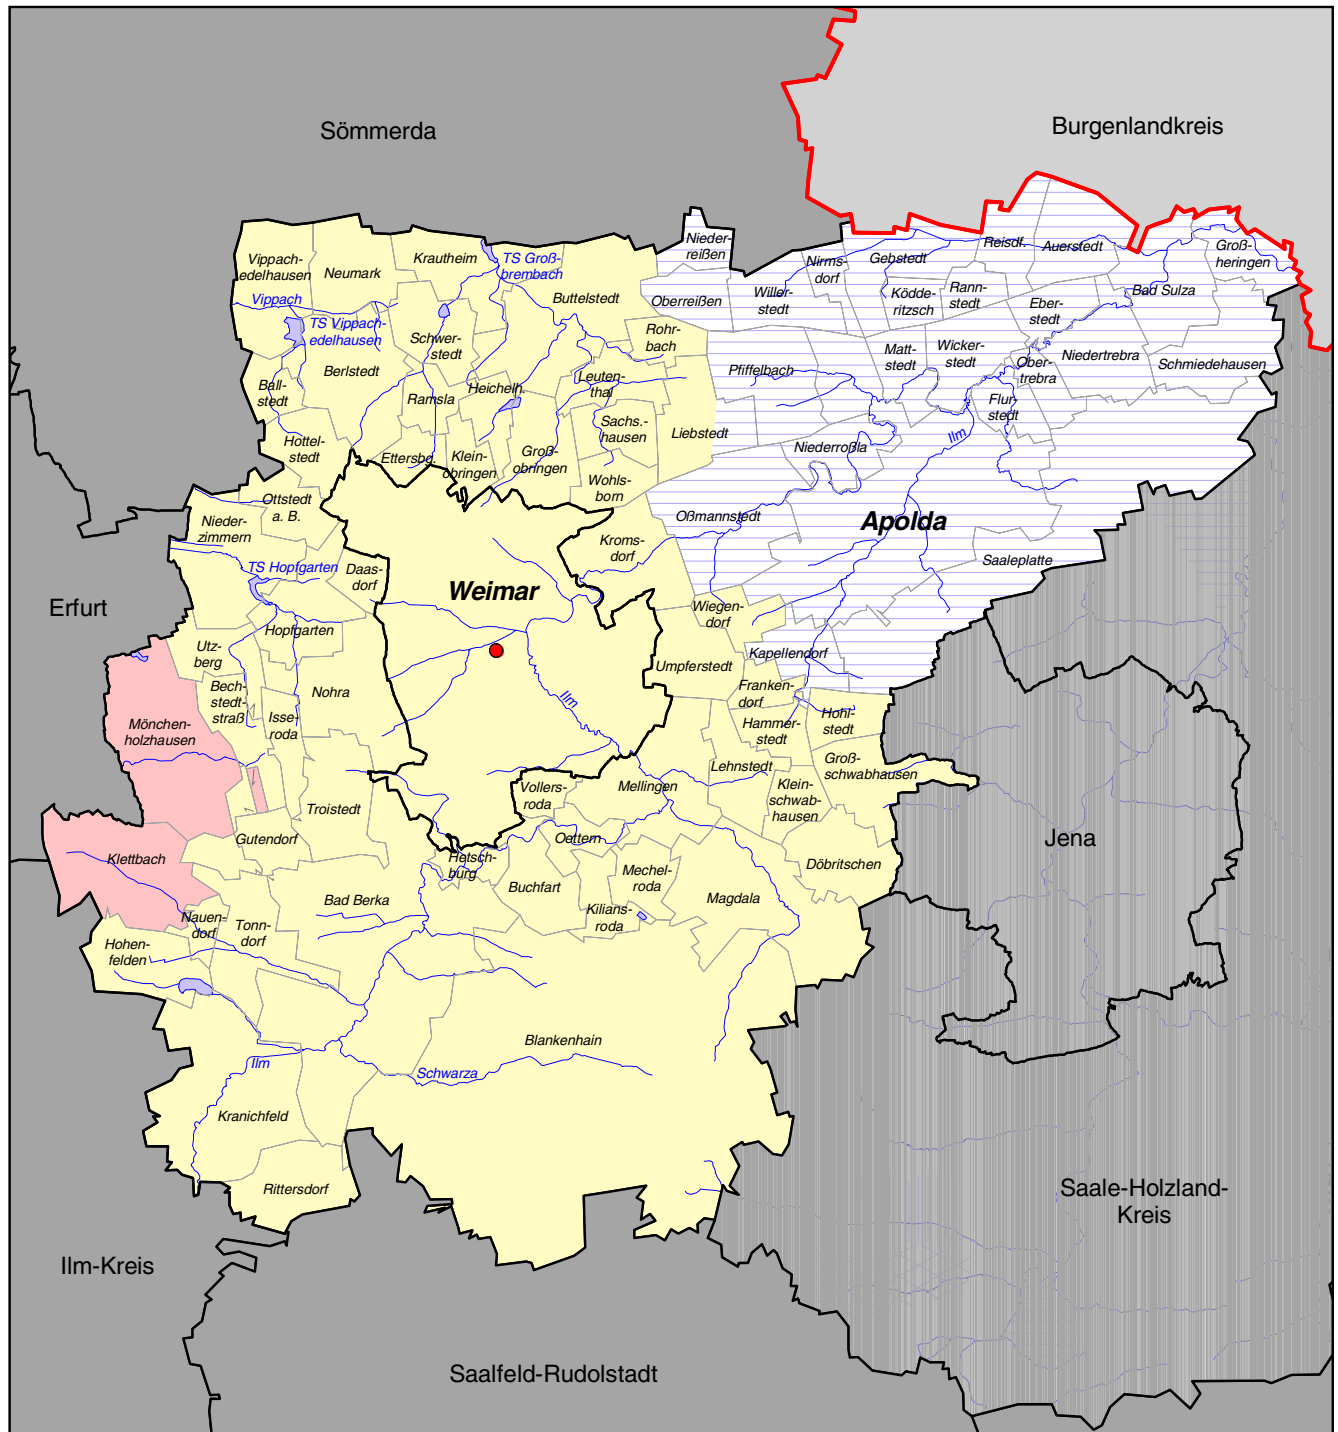 Sömmerda
Burgenlandkreis
Nieder-
reißen
Reisdf.
Auerstedt
Groß-
heringen
Vippach-
edelhausen
Neumark
Krautheim
TS Groß-
brembach
Nirms-
dorf
Gebstedt
Vippach
Buttelstedt
Oberreißen
Willer-
stedt
Ködde-
ritzsch
Rann-
stedt
Eber-
stedt
Bad Sulza
TS Vippach-
edelhausen
Schwer-
stedt
Rohr-
bach
Matt-
stedt
Wicker-
stedt
Ober-
trebra
Niedertrebra
Schmiedehausen
Ball-
stedt
Berlstedt
Ramsla
Heichelh.
Leuten-
thal
Pfiffelbach
Flur-
stedt
Sachs.-
hausen
Liebstedt
Ilm
Hottel-
stedt
Ettersbg.
Klein-
obringen
Groß-
obringen
Niederroßla
Wohls-
born
Ottstedt
a. B.
Nieder-
zimmern
Oßmannstedt
Apolda
Kroms-
dorf
Saaleplatte
TS Hopfgarten
Daas-
dorf
Weimar
Erfurt
Wiegen-
dorf
Hopfgarten
Utz-
berg
Umpferstedt
Kapellendorf
Bech-
stedt-
straß
Nohra
Isse-
roda
Ilm
Franken-
dorf
Mönchen-
holzhausen
Hammer-
stedt
Hohl-
stedt
Lehnstedt
Groß-
schwabhausen
Troistedt
Vollers-
roda
Mellingen
Klein-
schwab-
hausen
Gutendorf
Oettern
Jena
Klettbach
Hetsch-
burg
Buchfart
Mechel-
roda
Döbritschen
Bad Berka
Magdala
Nauen-
dorf
Tonn-
dorf
Kilians-
roda
Hohen-
felden
Blankenhain
Ilm
Schwarza
Kranichfeld
Rittersdorf
Saale-Holzland-
Kreis
Ilm-Kreis
Saalfeld-Rudolstadt